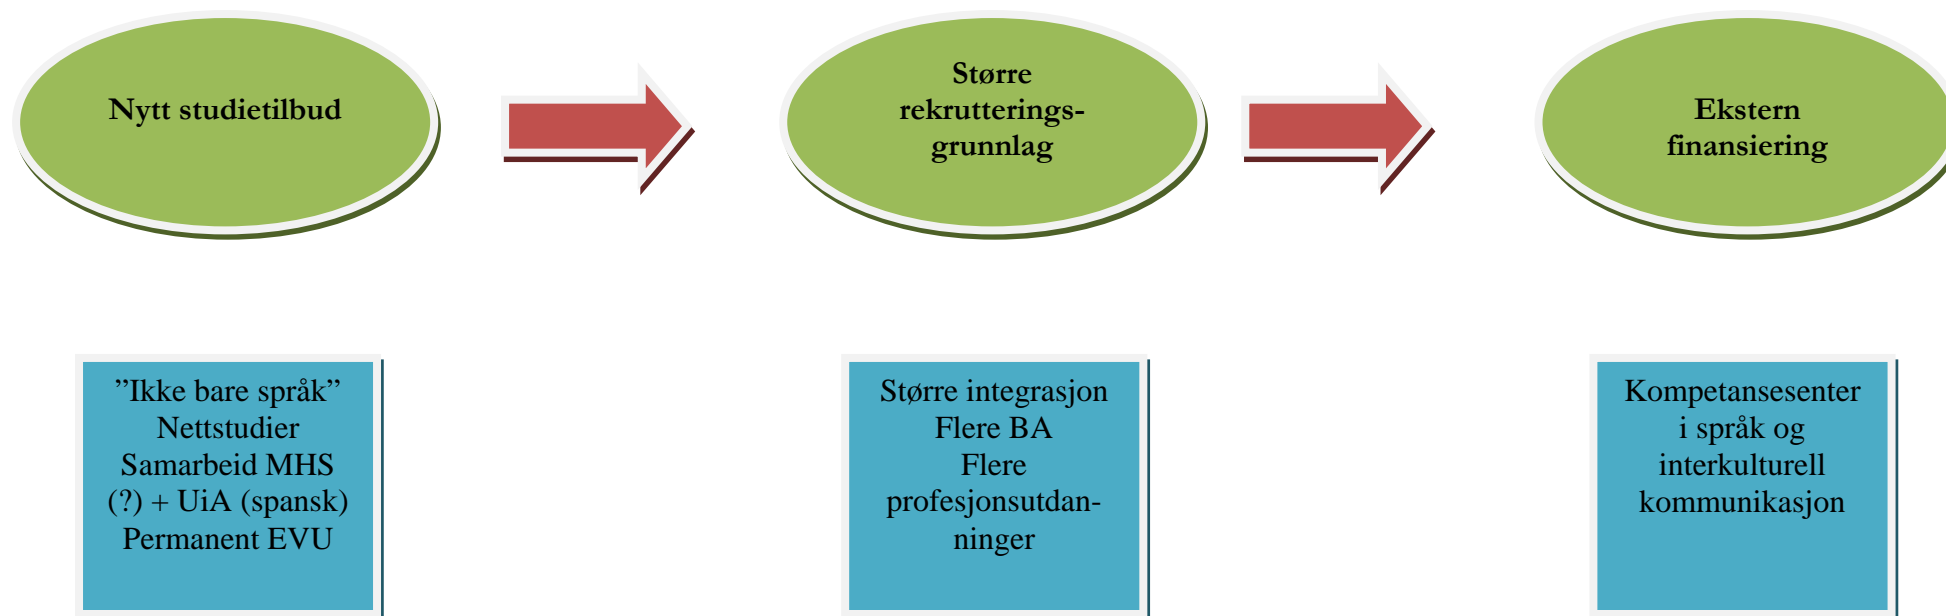 Nytt studietilbud
Større
rekrutterings-
grunnlag
Ekstern
finansiering
”Ikke bare språk”
Nettstudier
Samarbeid MHS
(?) + UiA (spansk)
Permanent EVU
Større integrasjon
Flere BA
Flere
profesjonsutdan-
ninger
Kompetansesenter
i språk og
interkulturell
kommunikasjon